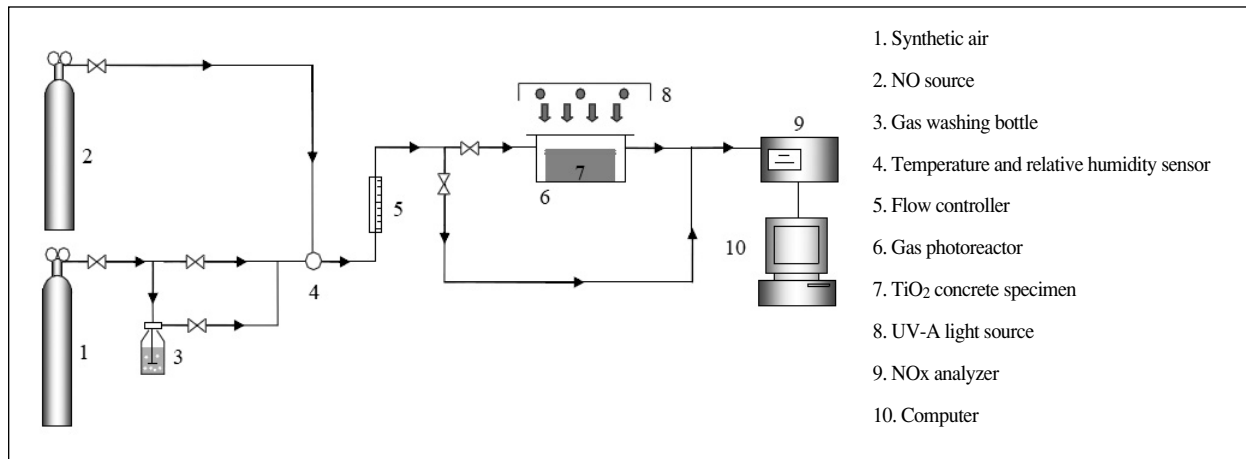 1. Synthetic air
2. NO source
3. Gas washing bottle
4. Temperature and relative humidity sensor
5. Flow controller
6. Gas photoreactor
7. TiO₂ concrete specimen
8. UV-A light source
9. NOx analyzer
10. Computer
2
1
3
4
5
6
7
8
9
10